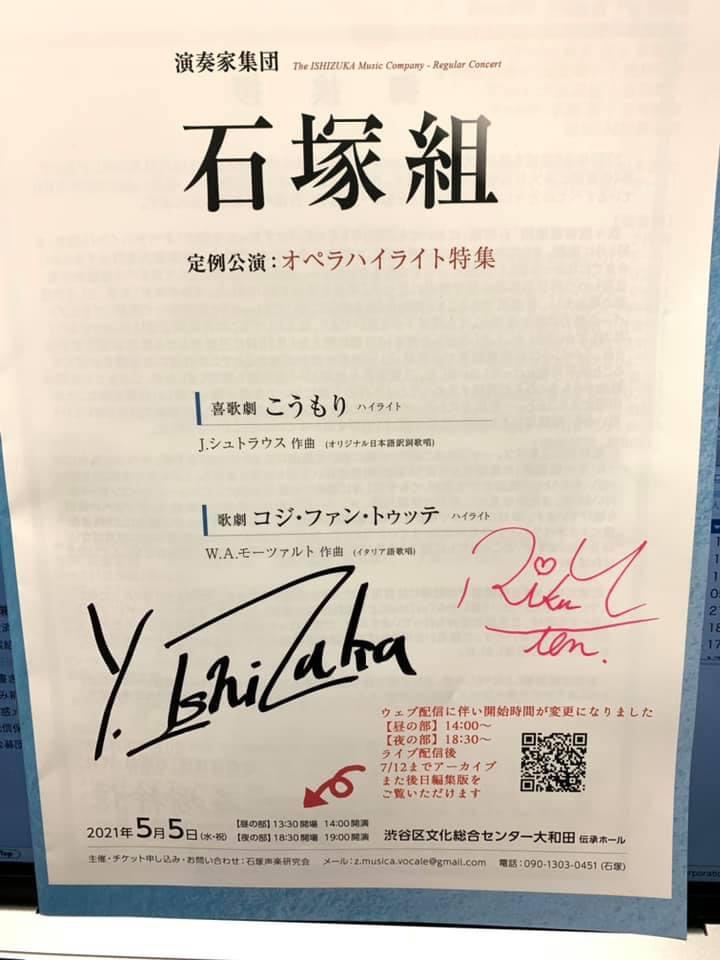 演奏家集団 The ISHIZUKA Music Company - Regular Concert
石塚組
定例公演：オペラハイライト特集
喜歌劇 こうもり ハイライト
J.シュトラウス 作曲 (オリジナル日本語訳詞歌唱)
歌劇 コジ・ファン・トゥッテ ハイライト
W.A.モーツァルト 作曲 (イタリア語歌唱)
Riku Y
ten.
Y. IshiZuka
ウェブ配信に伴い開始時間が変更になりました
【昼の部】14:00〜
【夜の部】18:30〜
ライブ配信後
7/12までアーカイブ
また後日編集版を
ご覧いただけます
2021年5月5日(水・祝)
【昼の部】13:30開場 14:00開演
【夜の部】18:30開場 19:00開演
渋谷区文化総合センター大和田 伝承ホール
主催・チケット申し込み・お問い合わせ：石塚声楽研究会 メール：z.musica.vocale@gmail.com 電話：090-1303-0451 (石塚)